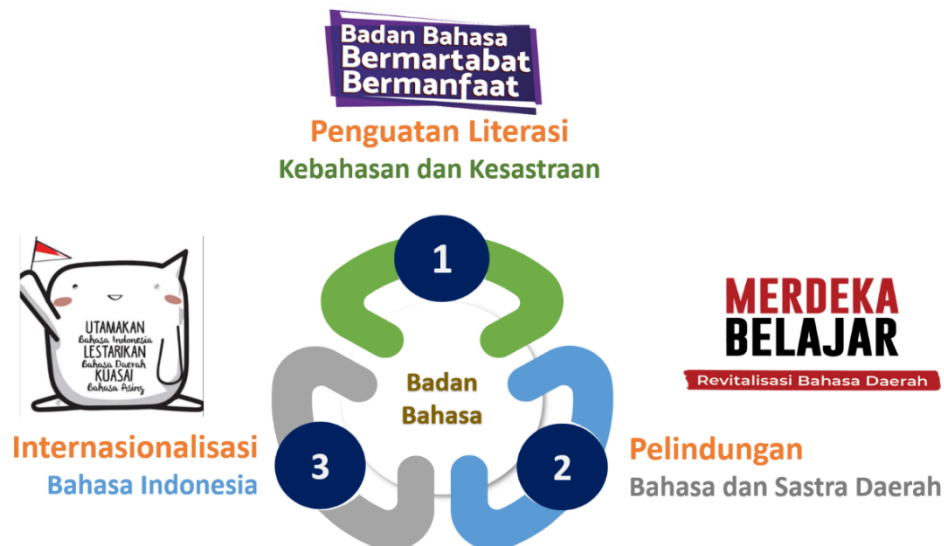 Badan Bahasa
Bermartabat
Bermanfaat
Penguatan Literasi
Kebahasan dan Kesastraan
1
UTAMAKAN
Bahasa Indonesia
LESTARIKAN
Bahasa Daerah
KUASAI
Bahasa Asing
MERDEKA
BELAJAR
Revitalisasi Bahasa Daerah
Badan
Bahasa
Internasionalisasi
Bahasa Indonesia
3
2
Pelindungan
Bahasa dan Sastra Daerah